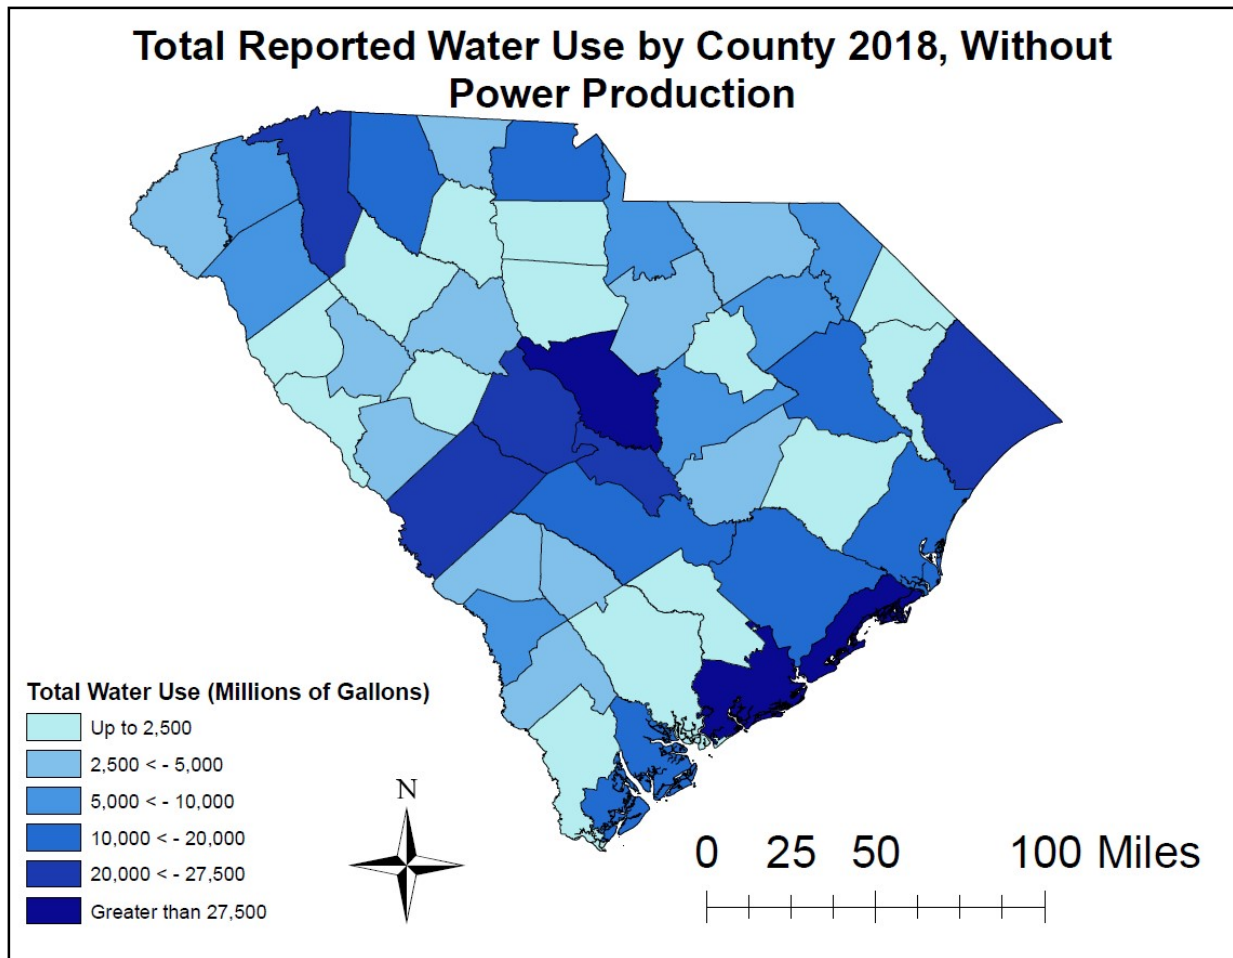 Total Reported Water Use by County 2018, Without
Power Production
Total Water Use (Millions of Gallons)
Up to 2,500
2,500 < - 5,000
5,000 < - 10,000
10,000 < - 20,000
20,000 < - 27,500
Greater than 27,500
N
0 25 50 100 Miles